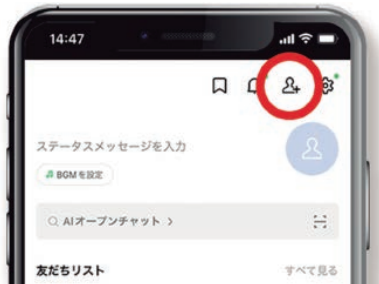 14:47
ステータスメッセージを入力
BGMを設定
AIオープンチャット >
友だちリスト
すべて見る